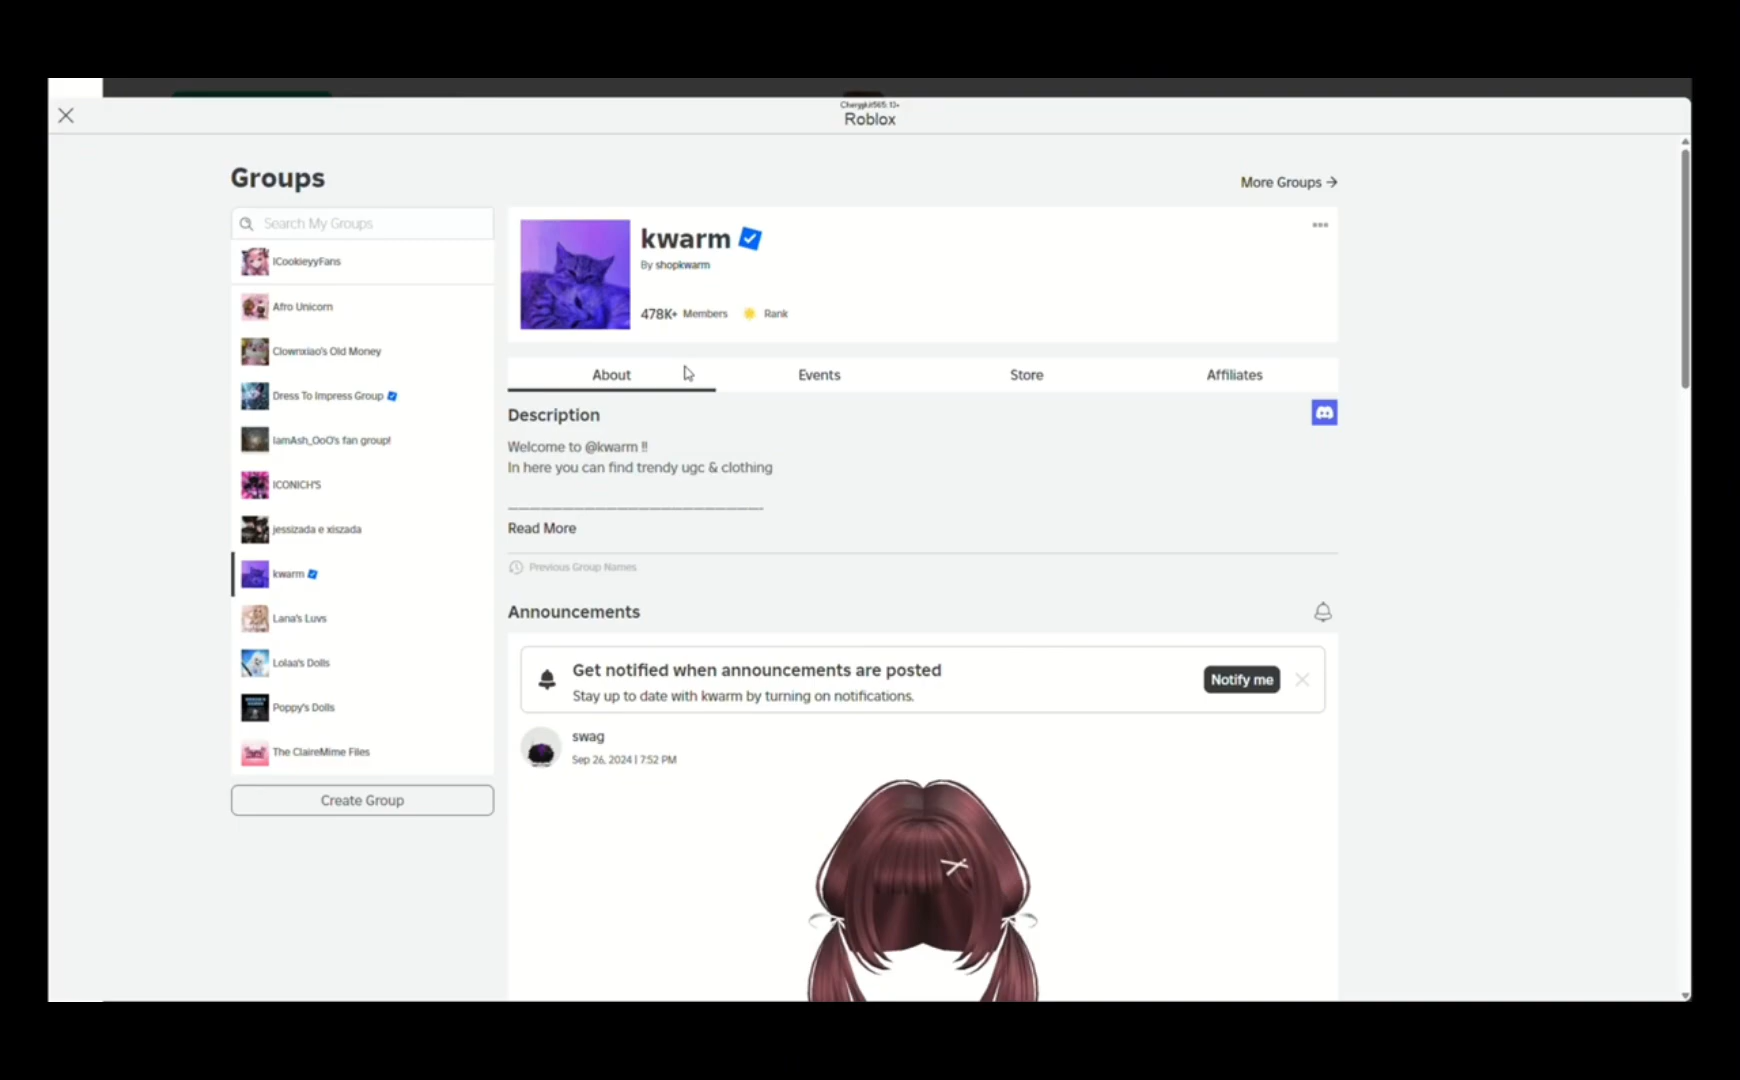 Roblox
Groups
More Groups →
Search My Groups
ICookieyyFans
Afro Unicorn
Clownxiao's Old Money
Dress To Impress Group
IamAsh_OoO's fan group!
ICONICH'S
jessizada e xiszada
kwarm
Lana's Luvs
Lolaa's Dolls
Poppy's Dolls
The ClaireMime Files
Create Group
kwarm
By shopkwarm
478K+ Members
Rank
About
Events
Store
Affiliates
Description
Welcome to @kwarm !!
In here you can find trendy ugc & clothing
Read More
Previous Group Names
Announcements
Get notified when announcements are posted
Stay up to date with kwarm by turning on notifications.
Notify me
swag
Sep 26, 2024 | 7:52 PM